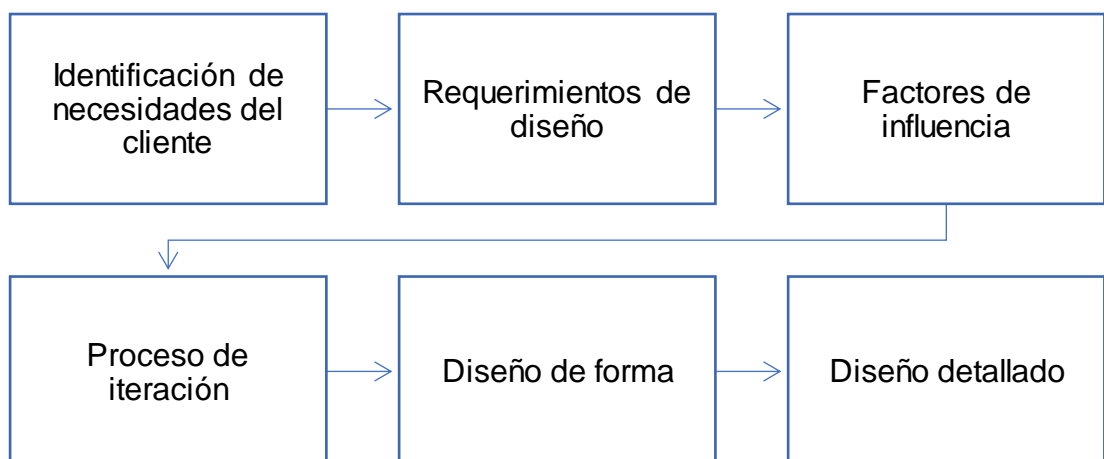 Identificación de
necesidades del
cliente
Requerimientos de
diseño
Factores de
influencia
Proceso de
iteración
Diseño de forma
Diseño detallado